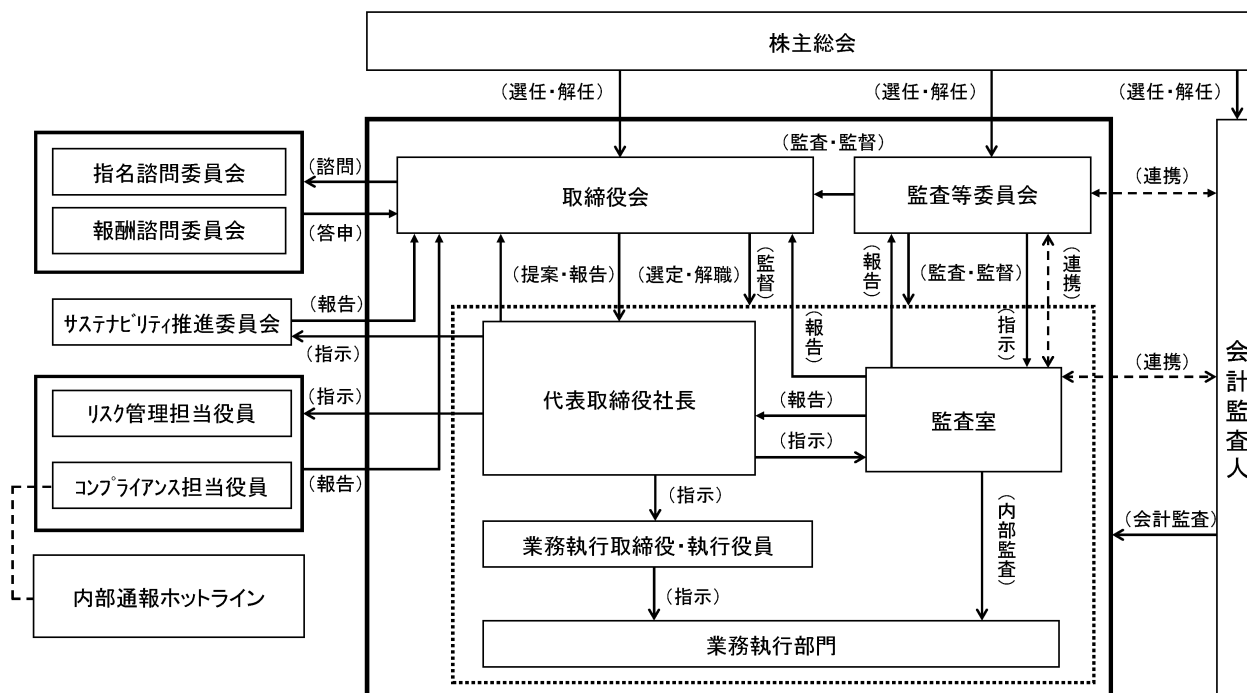 株主総会
（選任・解任）
（選任・解任）
（選任・解任）
（監査・監督）
指名諮問委員会
（諮問）
取締役会
監査等委員会
（連携）
報酬諮問委員会
（答申）
（提案・報告）
（選定・解職）
（監督）
（報告）
（監査・監督）
（連携）
サステナビリティ推進委員会
（報告）
（指示）
（報告）
（指示）
（連携）
会計監査人
リスク管理担当役員
（指示）
代表取締役社長
（報告）
監査室
（指示）
コンプライアンス担当役員
（報告）
（指示）
（内部監査）
（会計監査）
業務執行取締役・執行役員
内部通報ホットライン
（指示）
業務執行部門